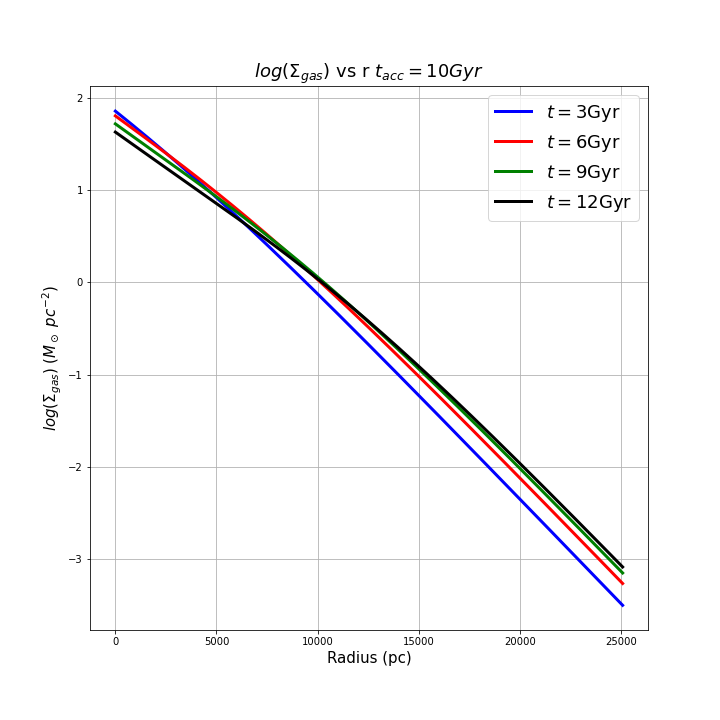 log(Σ_gas) vs r t_acc = 10Gyr
t = 3Gyr
t = 6Gyr
t = 9Gyr
t = 12Gyr
log(Σ_gas) (M_⊙ pc^−2)
2
1
0
−1
−2
−3
0 5000 10000 15000 20000 25000
Radius (pc)